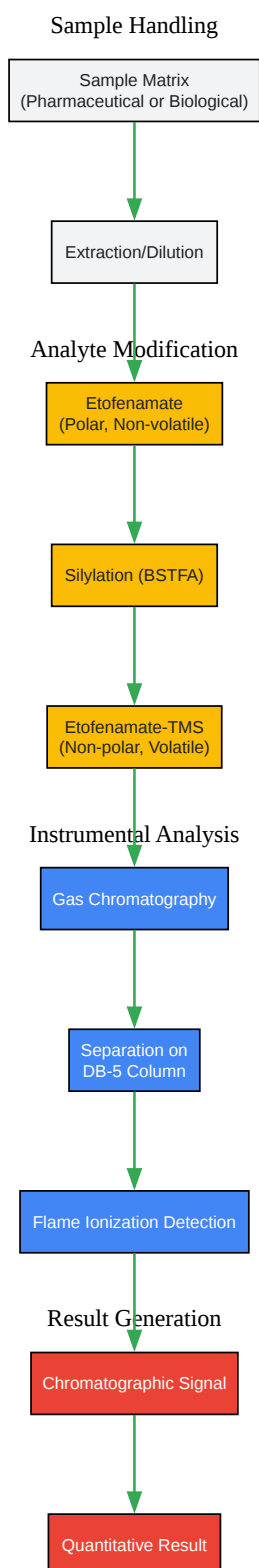 Sample Handling
Sample Matrix
(Pharmaceutical or Biological)
Extraction/Dilution
Analyte Modification
Etofenamate
(Polar, Non-volatile)
Silylation (BSTFA)
Etofenamate-TMS
(Non-polar, Volatile)
Instrumental Analysis
Gas Chromatography
Separation on
DB-5 Column
Flame Ionization Detection
Result Generation
Chromatographic Signal
Quantitative Result